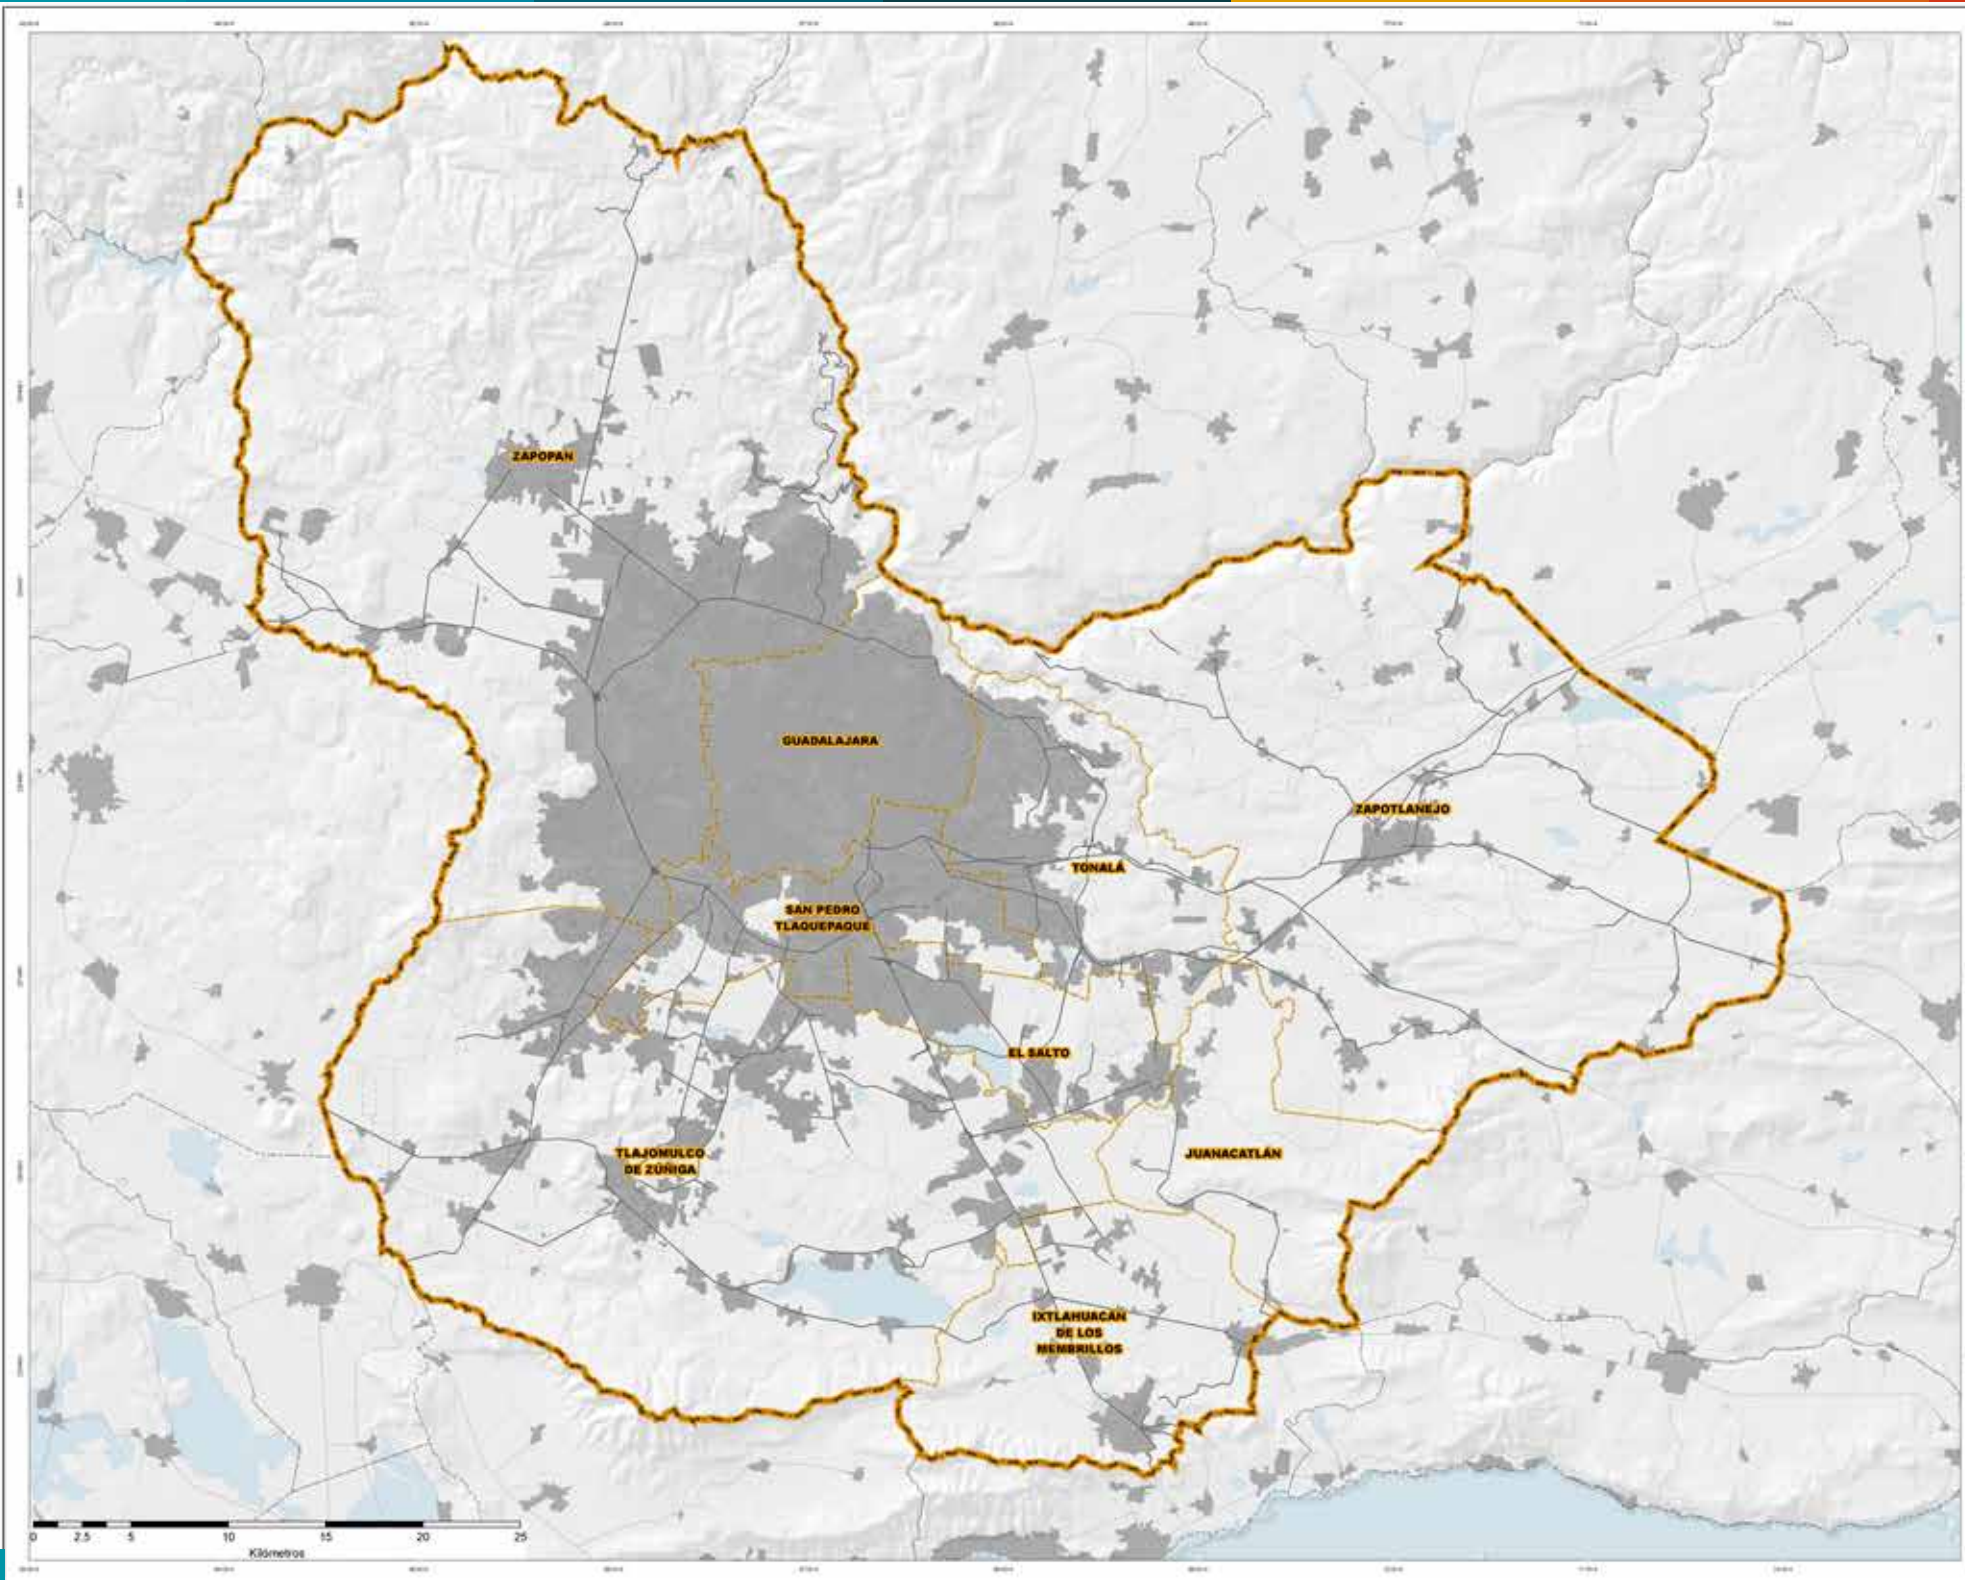 ZAPOPAN
GUADALAJARA
ZAPOTLANEJO
TONALÁ
SAN PEDRO
TLAQUEPAQUE
EL SALTO
TLAJOMULCO
DE ZÚÑIGA
JUANACATLÁN
IXTLAHUACÁN
DE LOS
MEMBRILLOS
0 2.5 5 10 15 20 25
Kilómetros